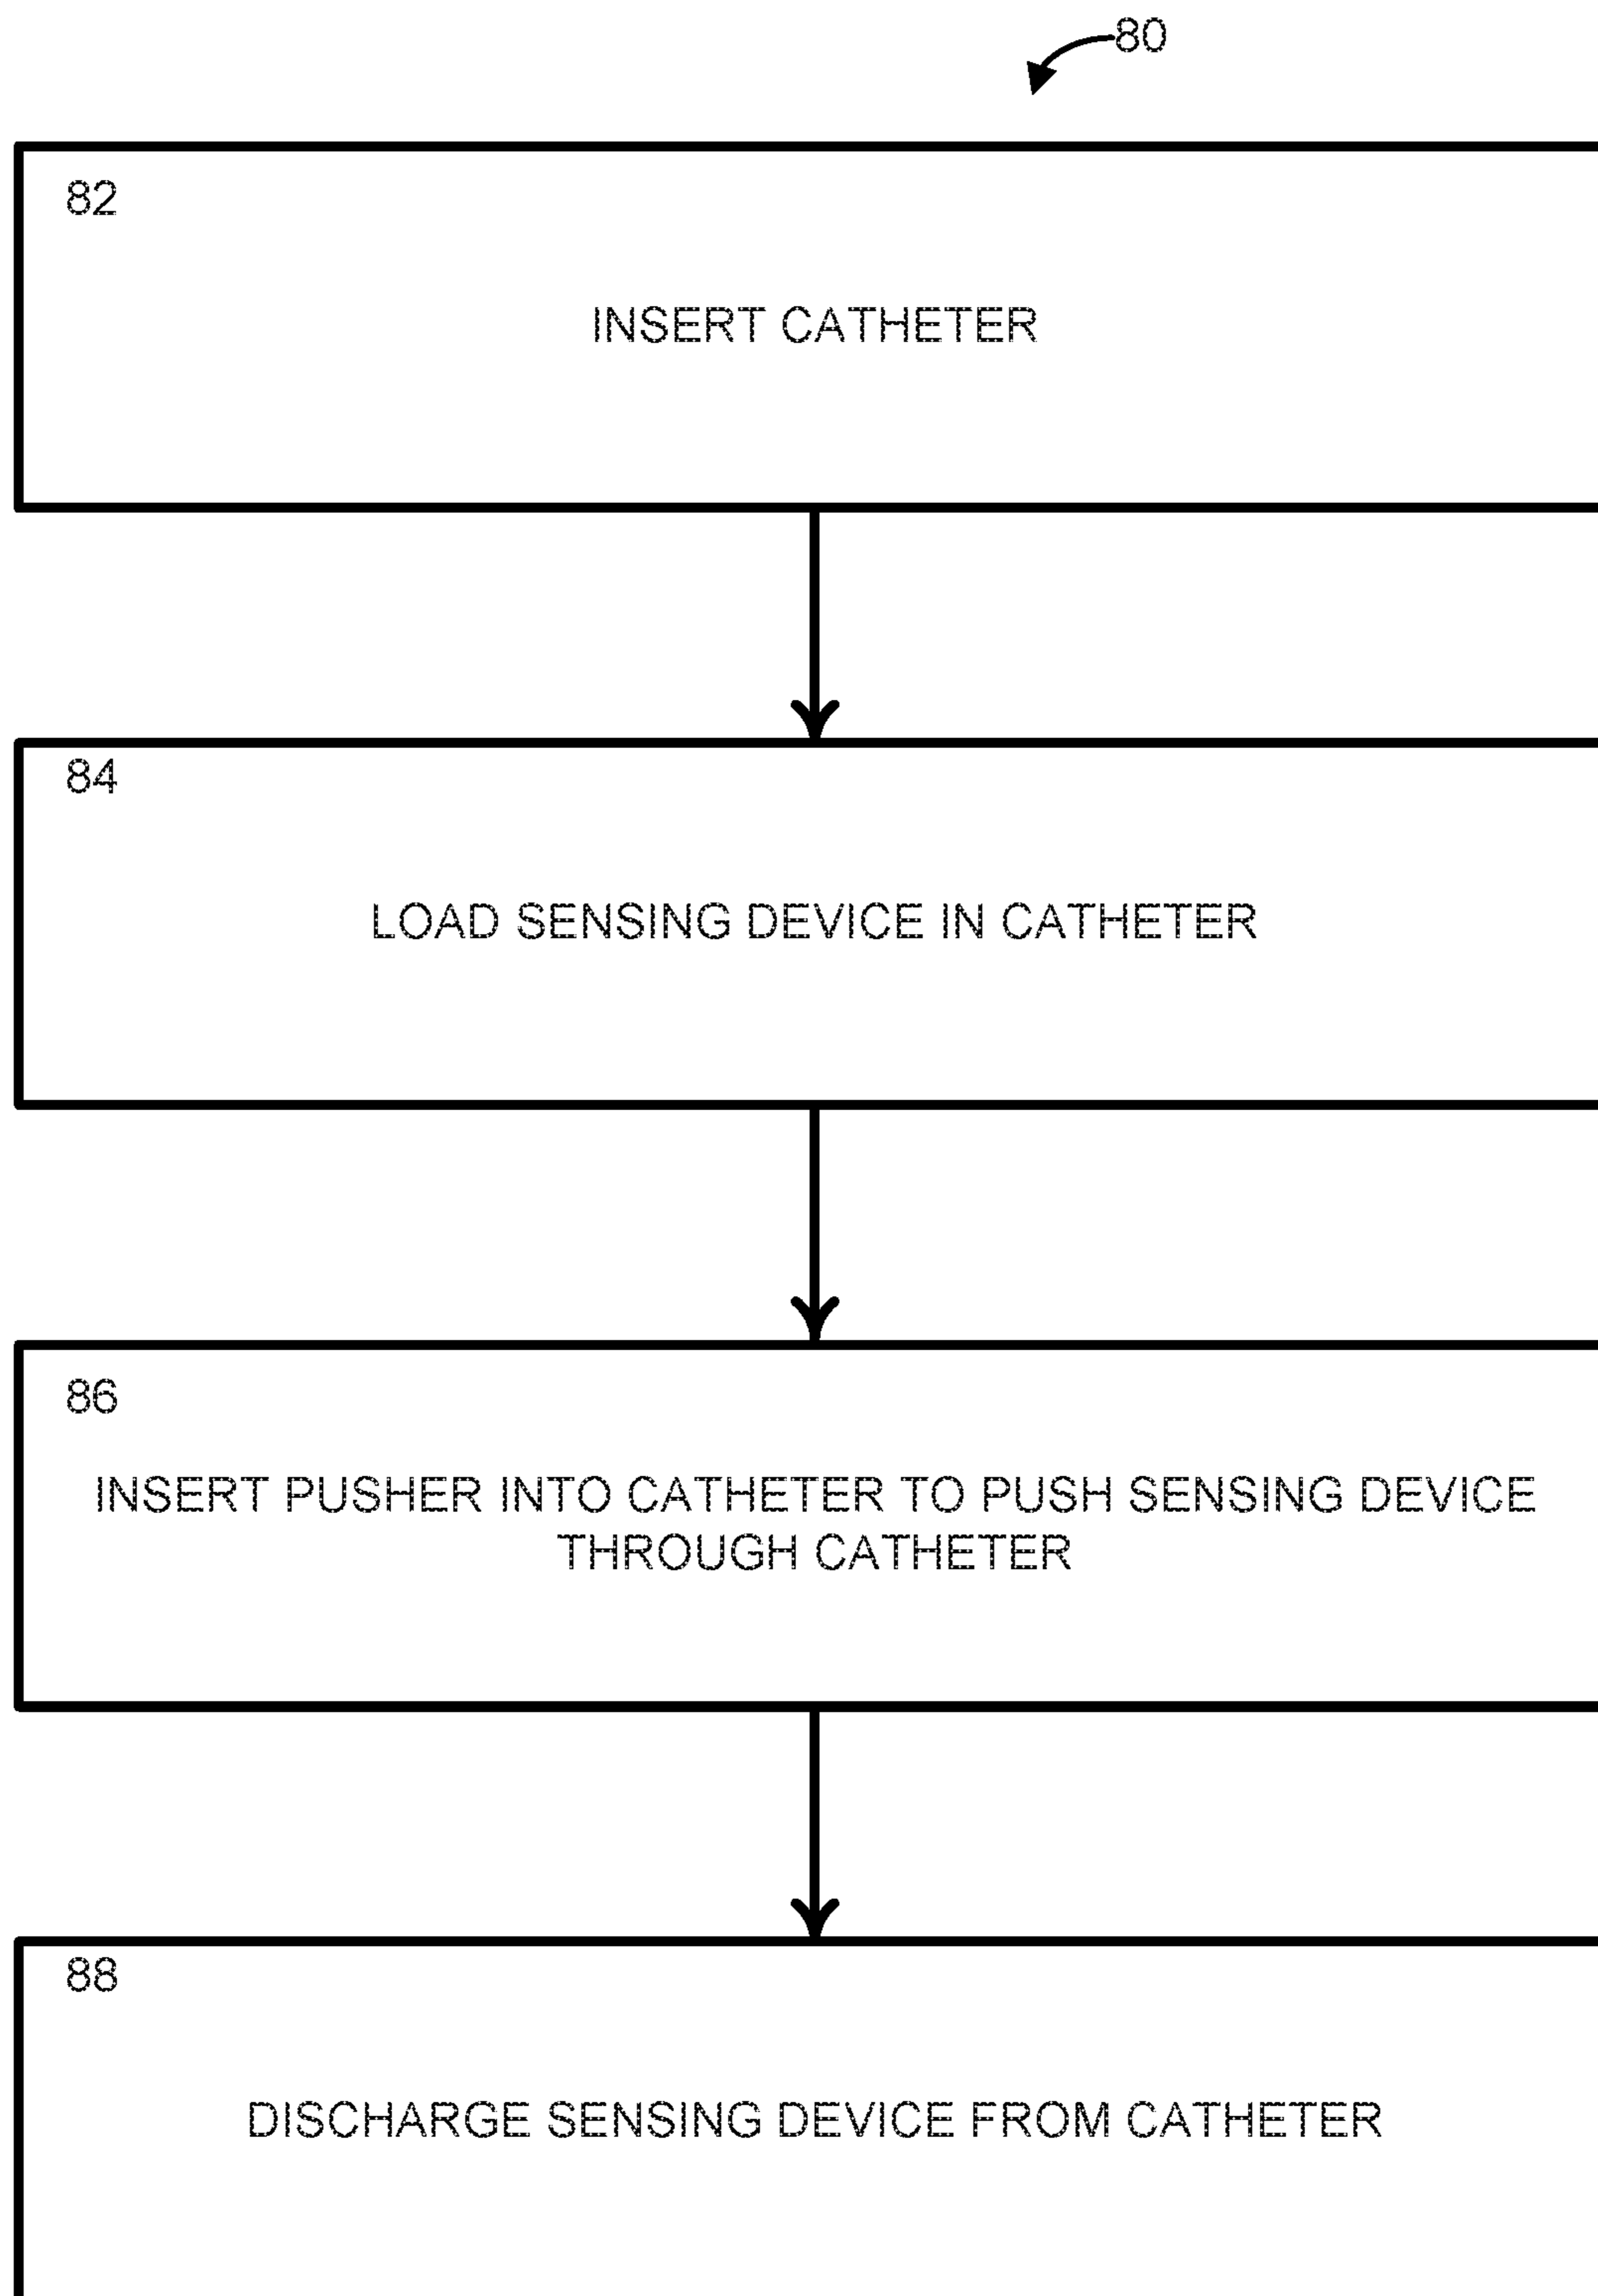 80
82
INSERT CATHETER
84
LOAD SENSING DEVICE IN CATHETER
86
INSERT PUSHER INTO CATHETER TO PUSH SENSING DEVICE
THROUGH CATHETER
88
DISCHARGE SENSING DEVICE FROM CATHETER